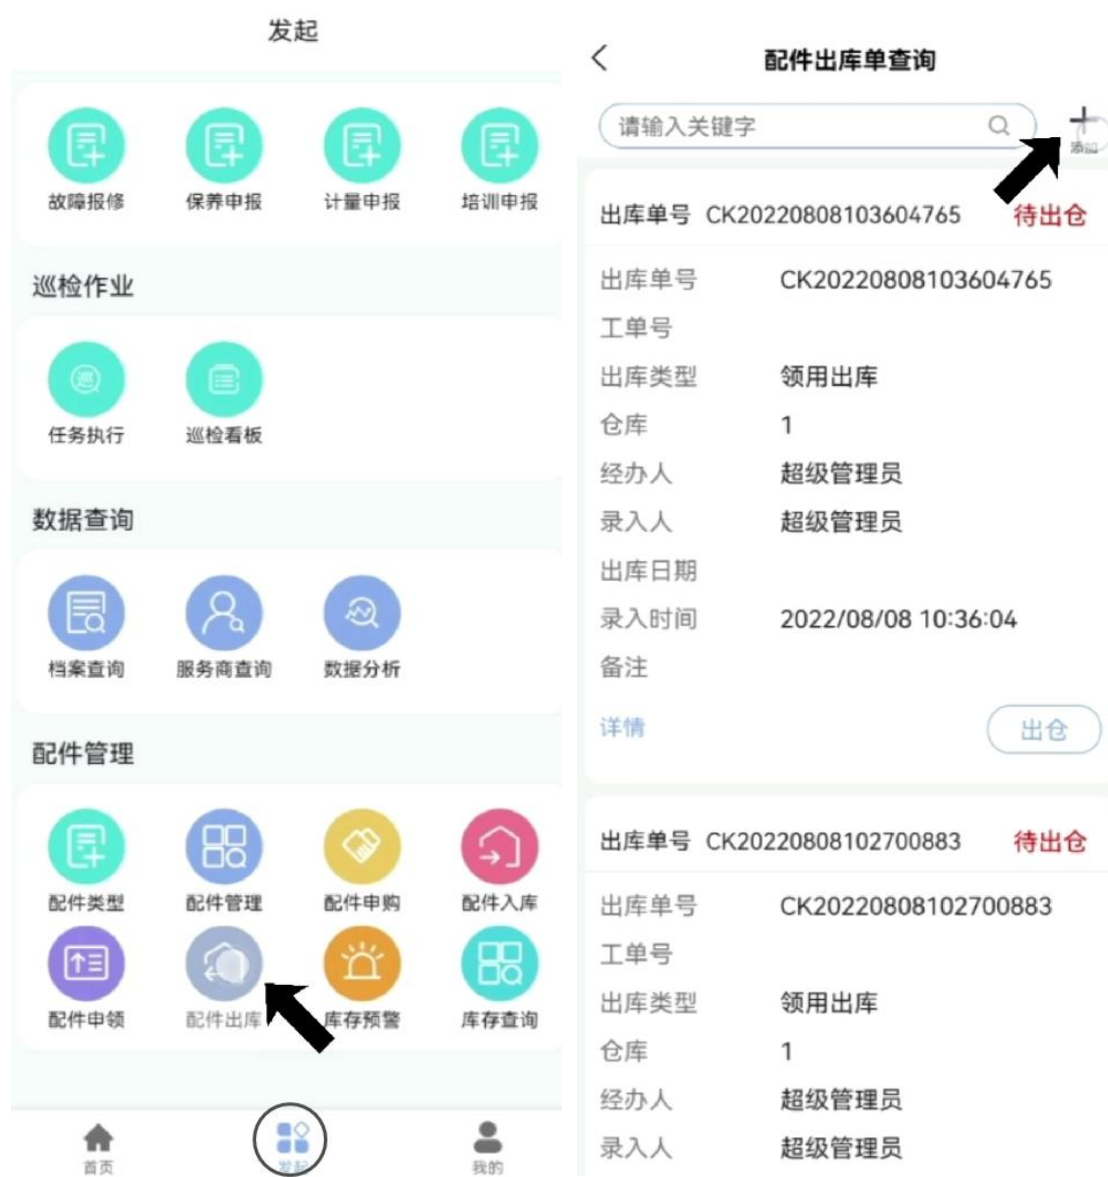 发起
故障报修 保养申报 计量申报 培训申报
巡检作业
任务执行 巡检看板
数据查询
档案查询 服务商查询 数据分析
配件管理
配件类型 配件管理 配件申购 配件入库
配件申领 配件出库 库存预警 库存查询
首页 发起 我的
配件出库单查询
请输入关键字
添加
出库单号 CK20220808103604765 待出仓
出库单号 CK20220808103604765
工单号
出库类型 领用出库
仓库 1
经办人 超级管理员
录入人 超级管理员
出库日期
录入时间 2022/08/08 10:36:04
备注
详情 出仓
出库单号 CK20220808102700883 待出仓
出库单号 CK20220808102700883
工单号
出库类型 领用出库
仓库 1
经办人 超级管理员
录入人 超级管理员